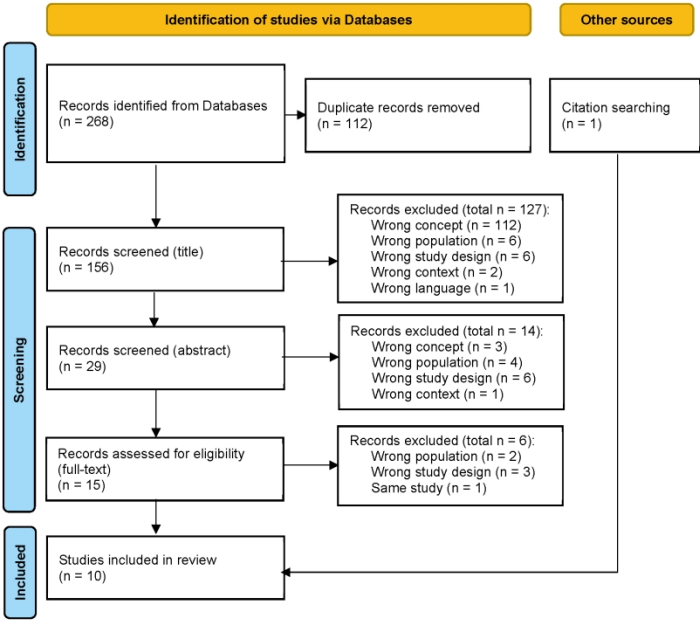 Identification of studies via Databases
Other sources
Identification
Records identified from Databases
(n = 268)
Duplicate records removed
(n = 112)
Citation searching
(n = 1)
Screening
Records screened (title)
(n = 156)
Records excluded (total n = 127):
Wrong concept (n = 112)
Wrong population (n = 6)
Wrong study design (n = 6)
Wrong context (n = 2)
Wrong language (n = 1)
Records screened (abstract)
(n = 29)
Records excluded (total n = 14):
Wrong concept (n = 3)
Wrong population (n = 4)
Wrong study design (n = 6)
Wrong context (n = 1)
Records assessed for eligibility
(full-text)
(n = 15)
Records excluded (total n = 6):
Wrong population (n = 2)
Wrong study design (n = 3)
Same study (n = 1)
Included
Studies included in review
(n = 10)